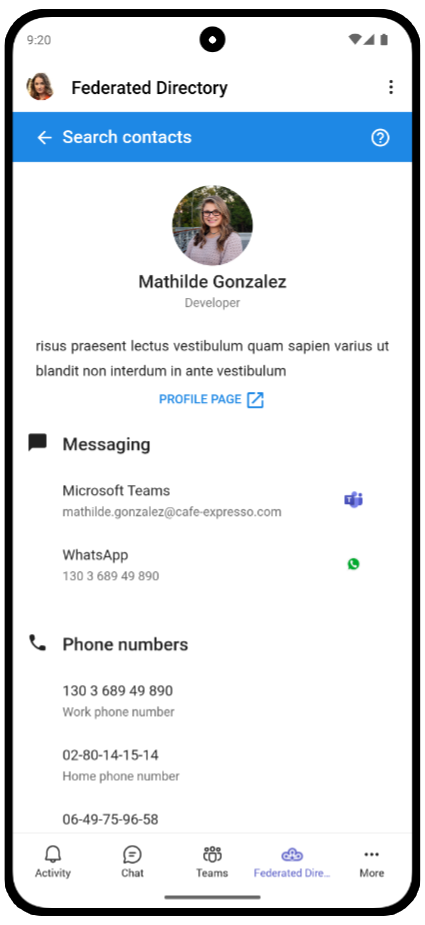 9:20
Federated Directory
Search contacts
Mathilde Gonzalez
Developer
risus praesent lectus vestibulum quam sapien varius ut
blandit non interdum in ante vestibulum
PROFILE PAGE
Messaging
Microsoft Teams
mathilde.gonzalez@cafe-expresso.com
WhatsApp
130 3 689 49 890
Phone numbers
130 3 689 49 890
Work phone number
02-80-14-15-14
Home phone number
06-49-75-96-58
Activity Chat Teams Federated Dire... More